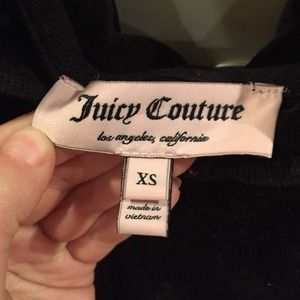 Juicy Couture
los angeles, california
XS
made in
vietnam